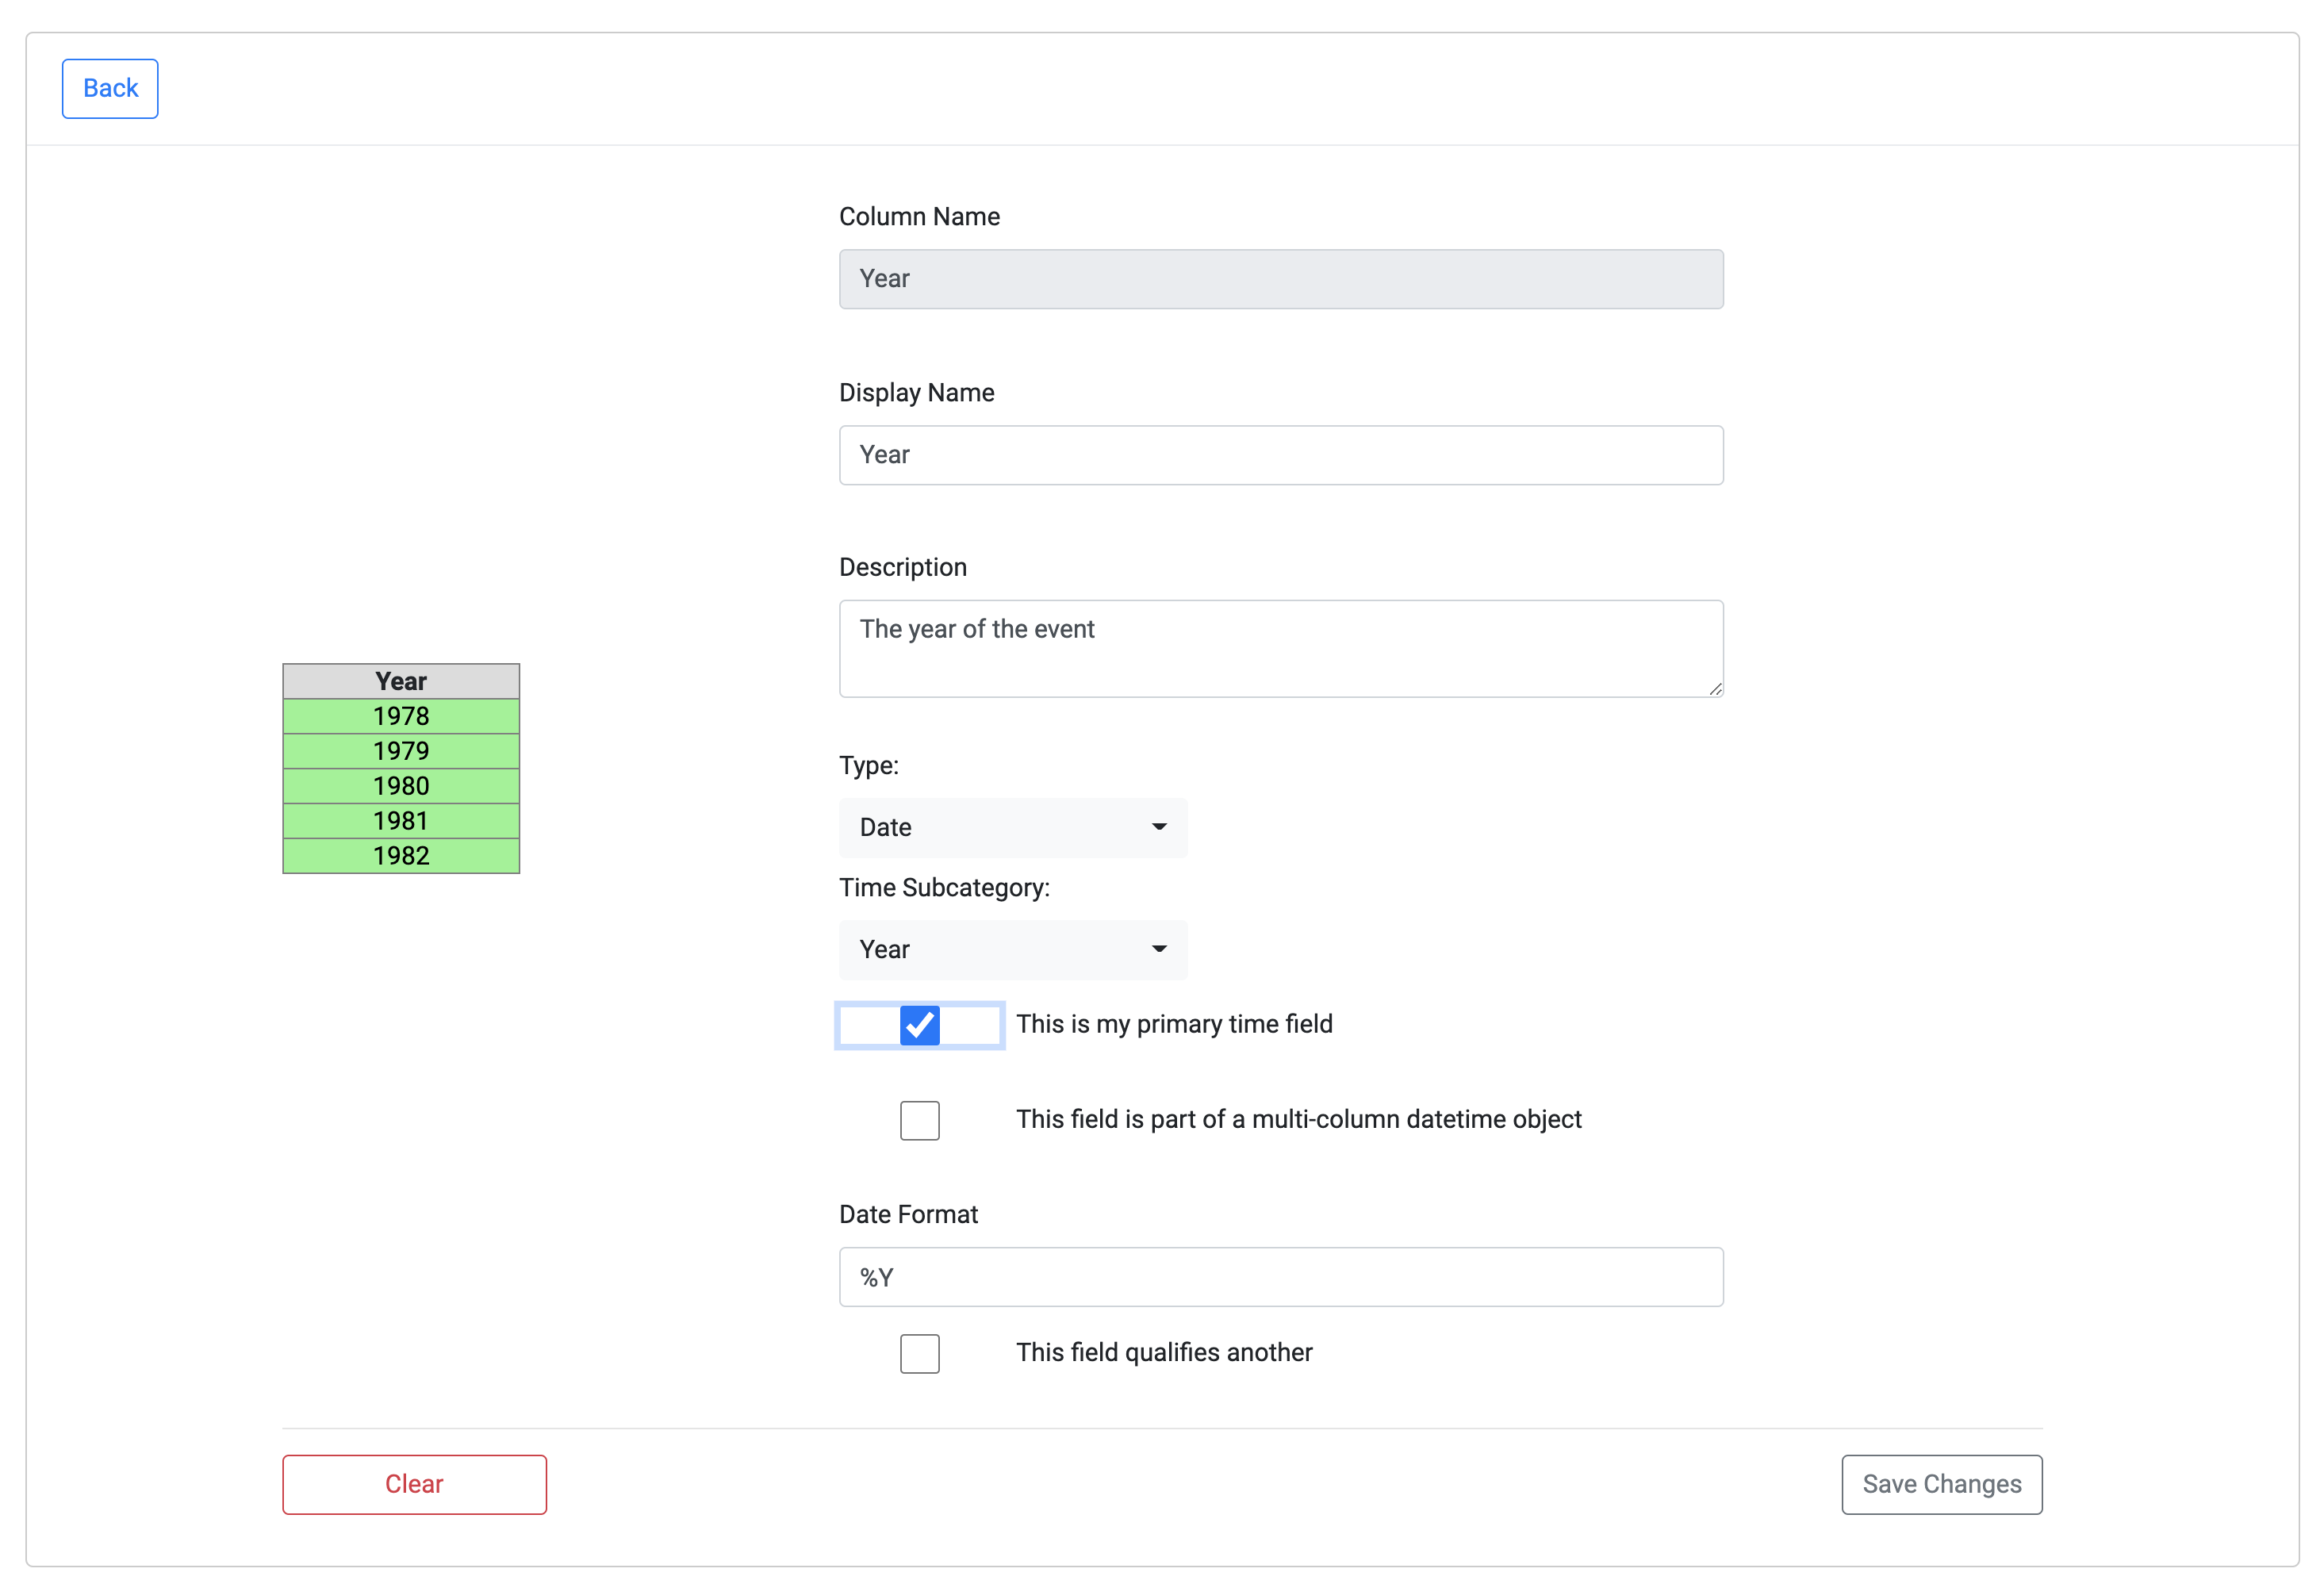 Back
Column Name
Year
Display Name
Year
Description
The year of the event
Year
1978
1979
1980
1981
1982
Type:
Date
Time Subcategory:
Year
This is my primary time field
This field is part of a multi-column datetime object
Date Format
%Y
This field qualifies another
Clear
Save Changes